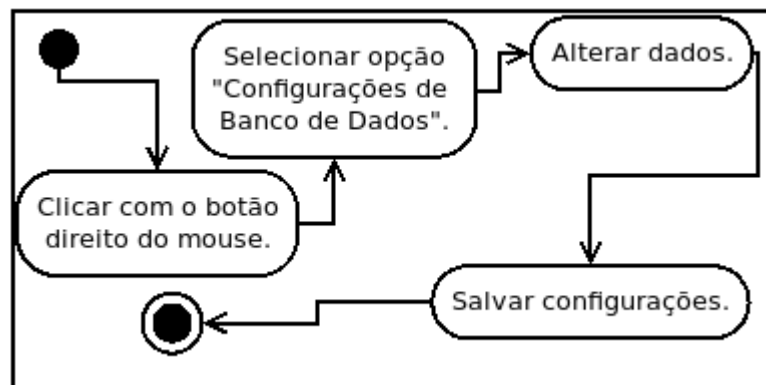 Selecionar opção
"Configurações de
Banco de Dados".
Alterar dados.
Clicar com o botão
direito do mouse.
Salvar configurações.